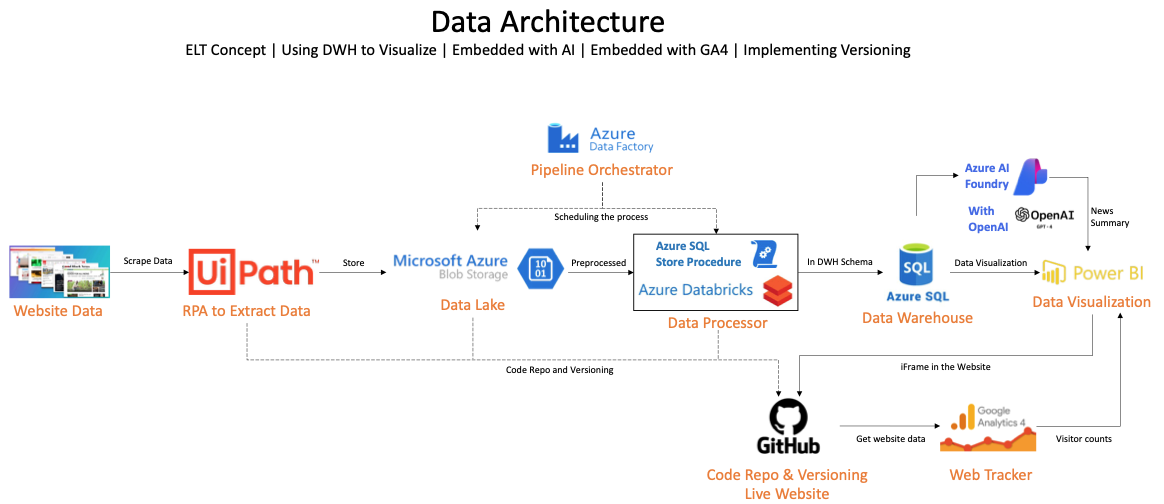 Data Architecture
ELT Concept | Using DWH to Visualize | Embedded with AI | Embedded with GA4 | Implementing Versioning
Azure
Data Factory
Pipeline Orchestrator
Scheduling the process
Azure AI
Foundry
With
OpenAI
OpenAI
GPT - 4
News
Summary
Scrape Data
UiPath™
Store
Microsoft Azure
Blob Storage
10
01
Preprocessed
Azure SQL
Store Procedure
Azure Databricks
In DWH Schema
SQL
Azure SQL
Data Visualization
Power BI
Website Data
RPA to Extract Data
Data Lake
Data Processor
Data Warehouse
Data Visualization
Code Repo and Versioning
iFrame in the Website
GitHub
Get website data
Google
Analytics 4
Visitor counts
Code Repo & Versioning
Live Website
Web Tracker